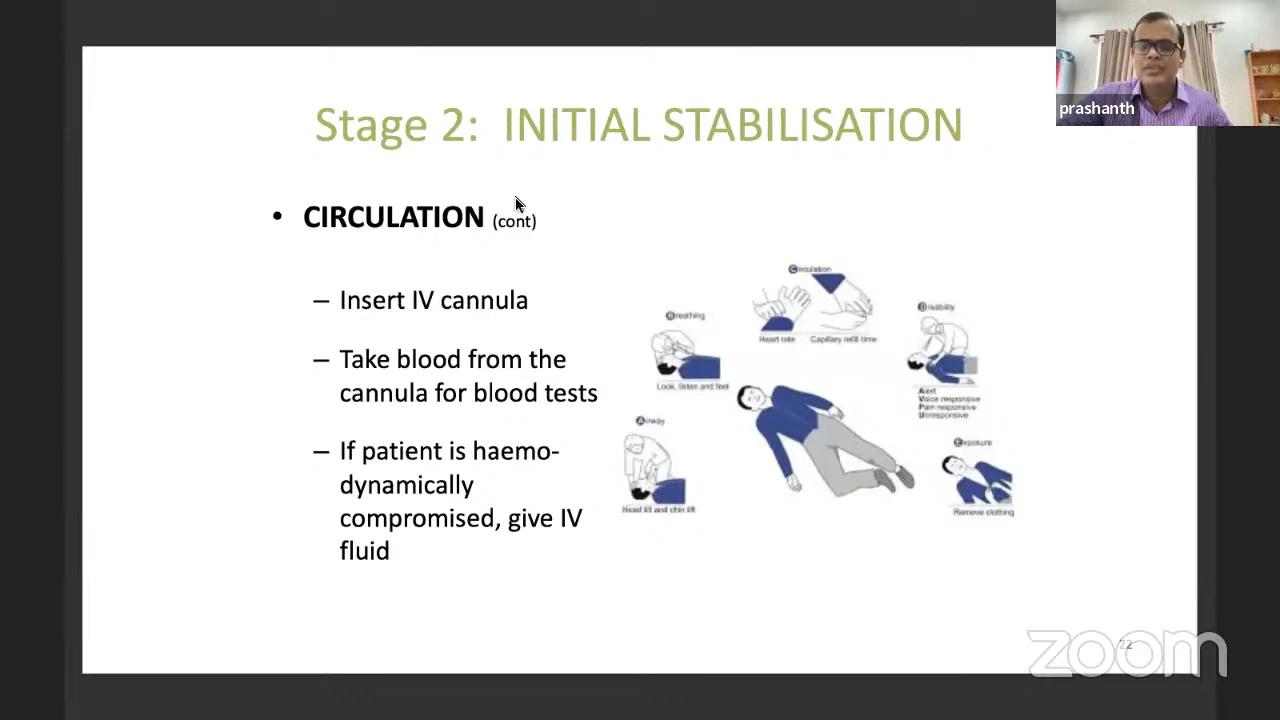 prashanth
Stage 2:  INITIAL STABILISATION
• CIRCULATION (cont)
– Insert IV cannula
– Take blood from the
cannula for blood tests
– If patient is haemo-
dynamically
compromised, give IV
fluid
Circulation
Heart rate
Capillary refill time
Breathing
Look, listen and feel
Disability
Alert
Voice responsive
Pain responsive
Unresponsive
Airway
Head tilt and chin lift
Exposure
Remove clothing
22
zoom